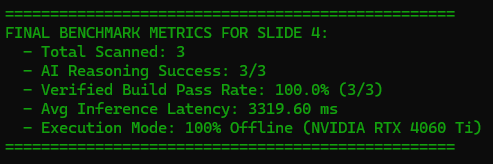 ==============================================
FINAL BENCHMARK METRICS FOR SLIDE 4:
- Total Scanned: 3
- AI Reasoning Success: 3/3
- Verified Build Pass Rate: 100.0% (3/3)
- Avg Inference Latency: 3319.60 ms
- Execution Mode: 100% Offline (NVIDIA RTX 4060 Ti)
==============================================